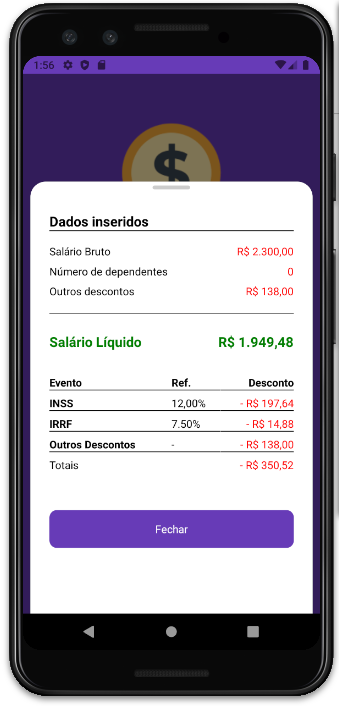 1:56
$
Dados inseridos
Salário Bruto R$ 2.300,00
Número de dependentes 0
Outros descontos R$ 138,00
Salário Líquido R$ 1.949,48
Evento Ref. Desconto
INSS 12,00% - R$ 197,64
IRRF 7.50% - R$ 14,88
Outros Descontos - - R$ 138,00
Totais - R$ 350,52
Fechar